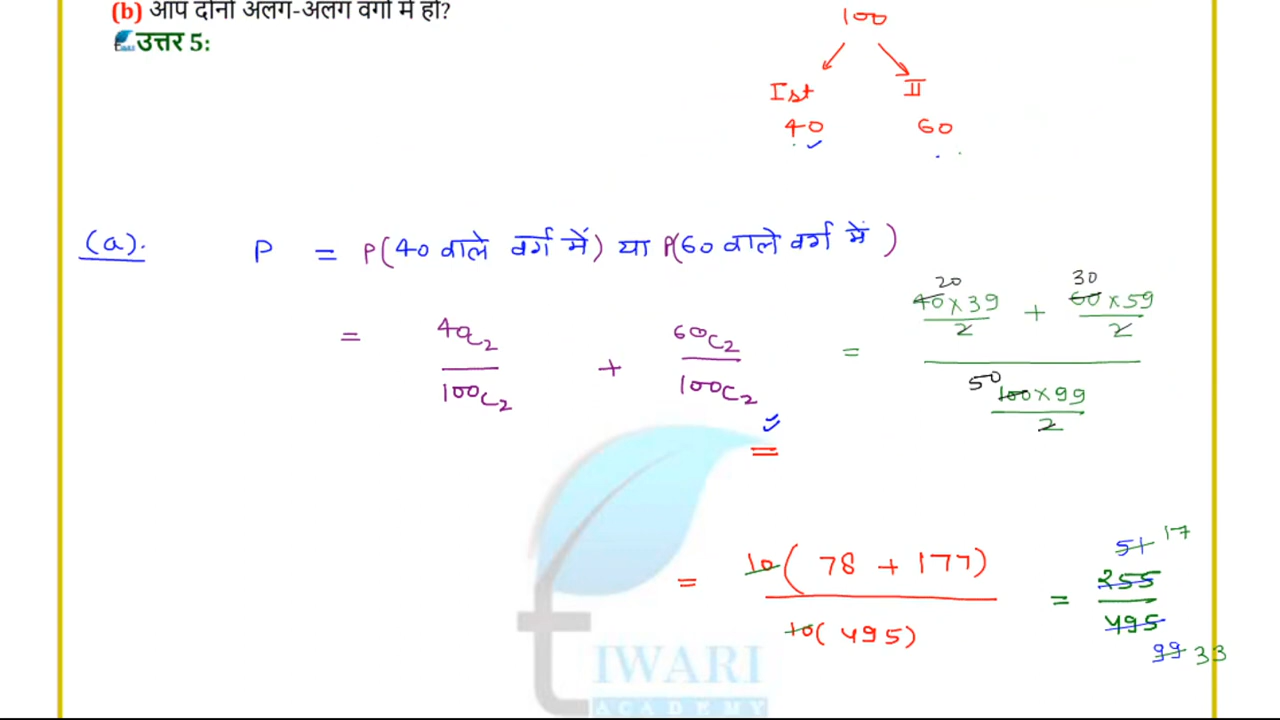 (b) आप दोनों अलग-अलग वर्गों में हों?
उत्तर 5:
100
Ist II
40 60
(a). P = P(40 वाले वर्ग में) या P(60 वाले वर्ग में)
= 40C2/100C2 + 60C2/100C2 = (40×39/2 + 60×59/2)/(100×99/2)
20 30
50
= 10(78 + 177)/10(495) = 255/495
51 17
99 33
TIWARI
ACADEMY